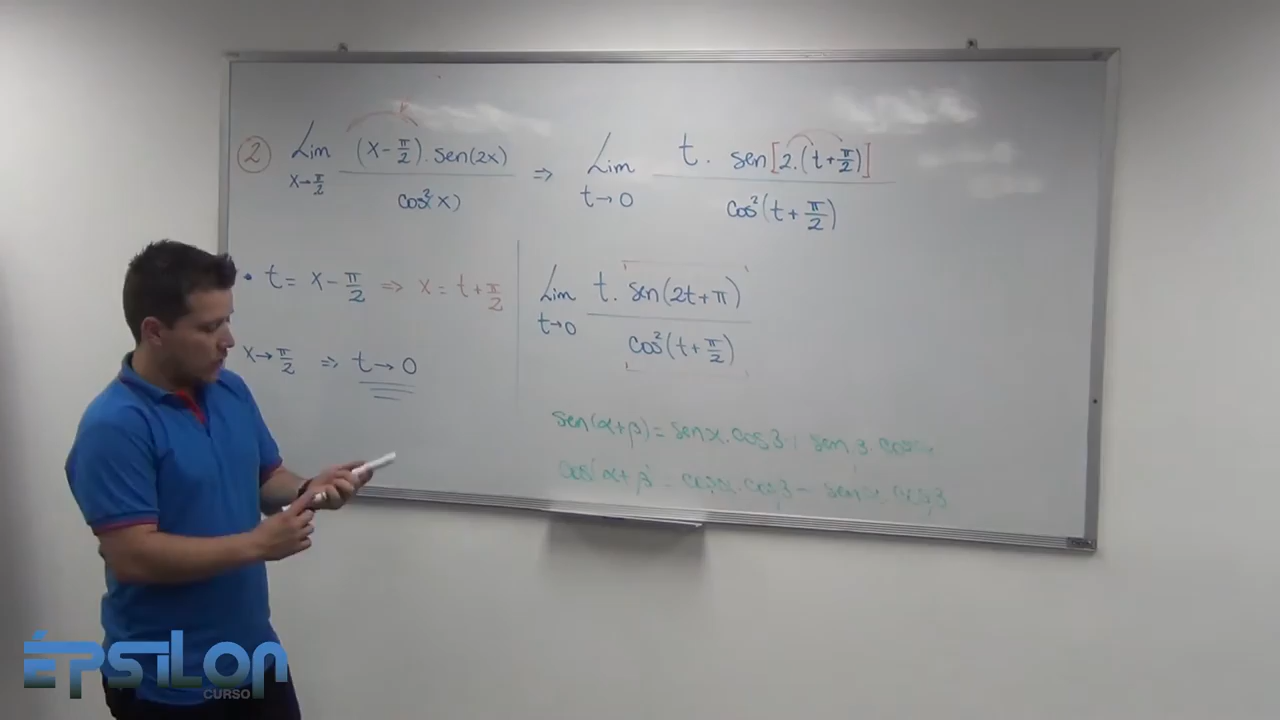 ② Lim x→π/2 (x-π/2).sen(2x) / cos²(x) ⇒ Lim t→0 t. sen[2.(t+π/2)] / cos²(t+π/2)
• t = x-π/2 ⇒ x = t+π/2
x→π/2 ⇒ t→0
Lim t→0 t. sen(2t+π) / cos²(t+π/2)
sen(α+β) = senα.cosβ + senβ.cosα
cos(α+β)
ÉPSILON
CURSO